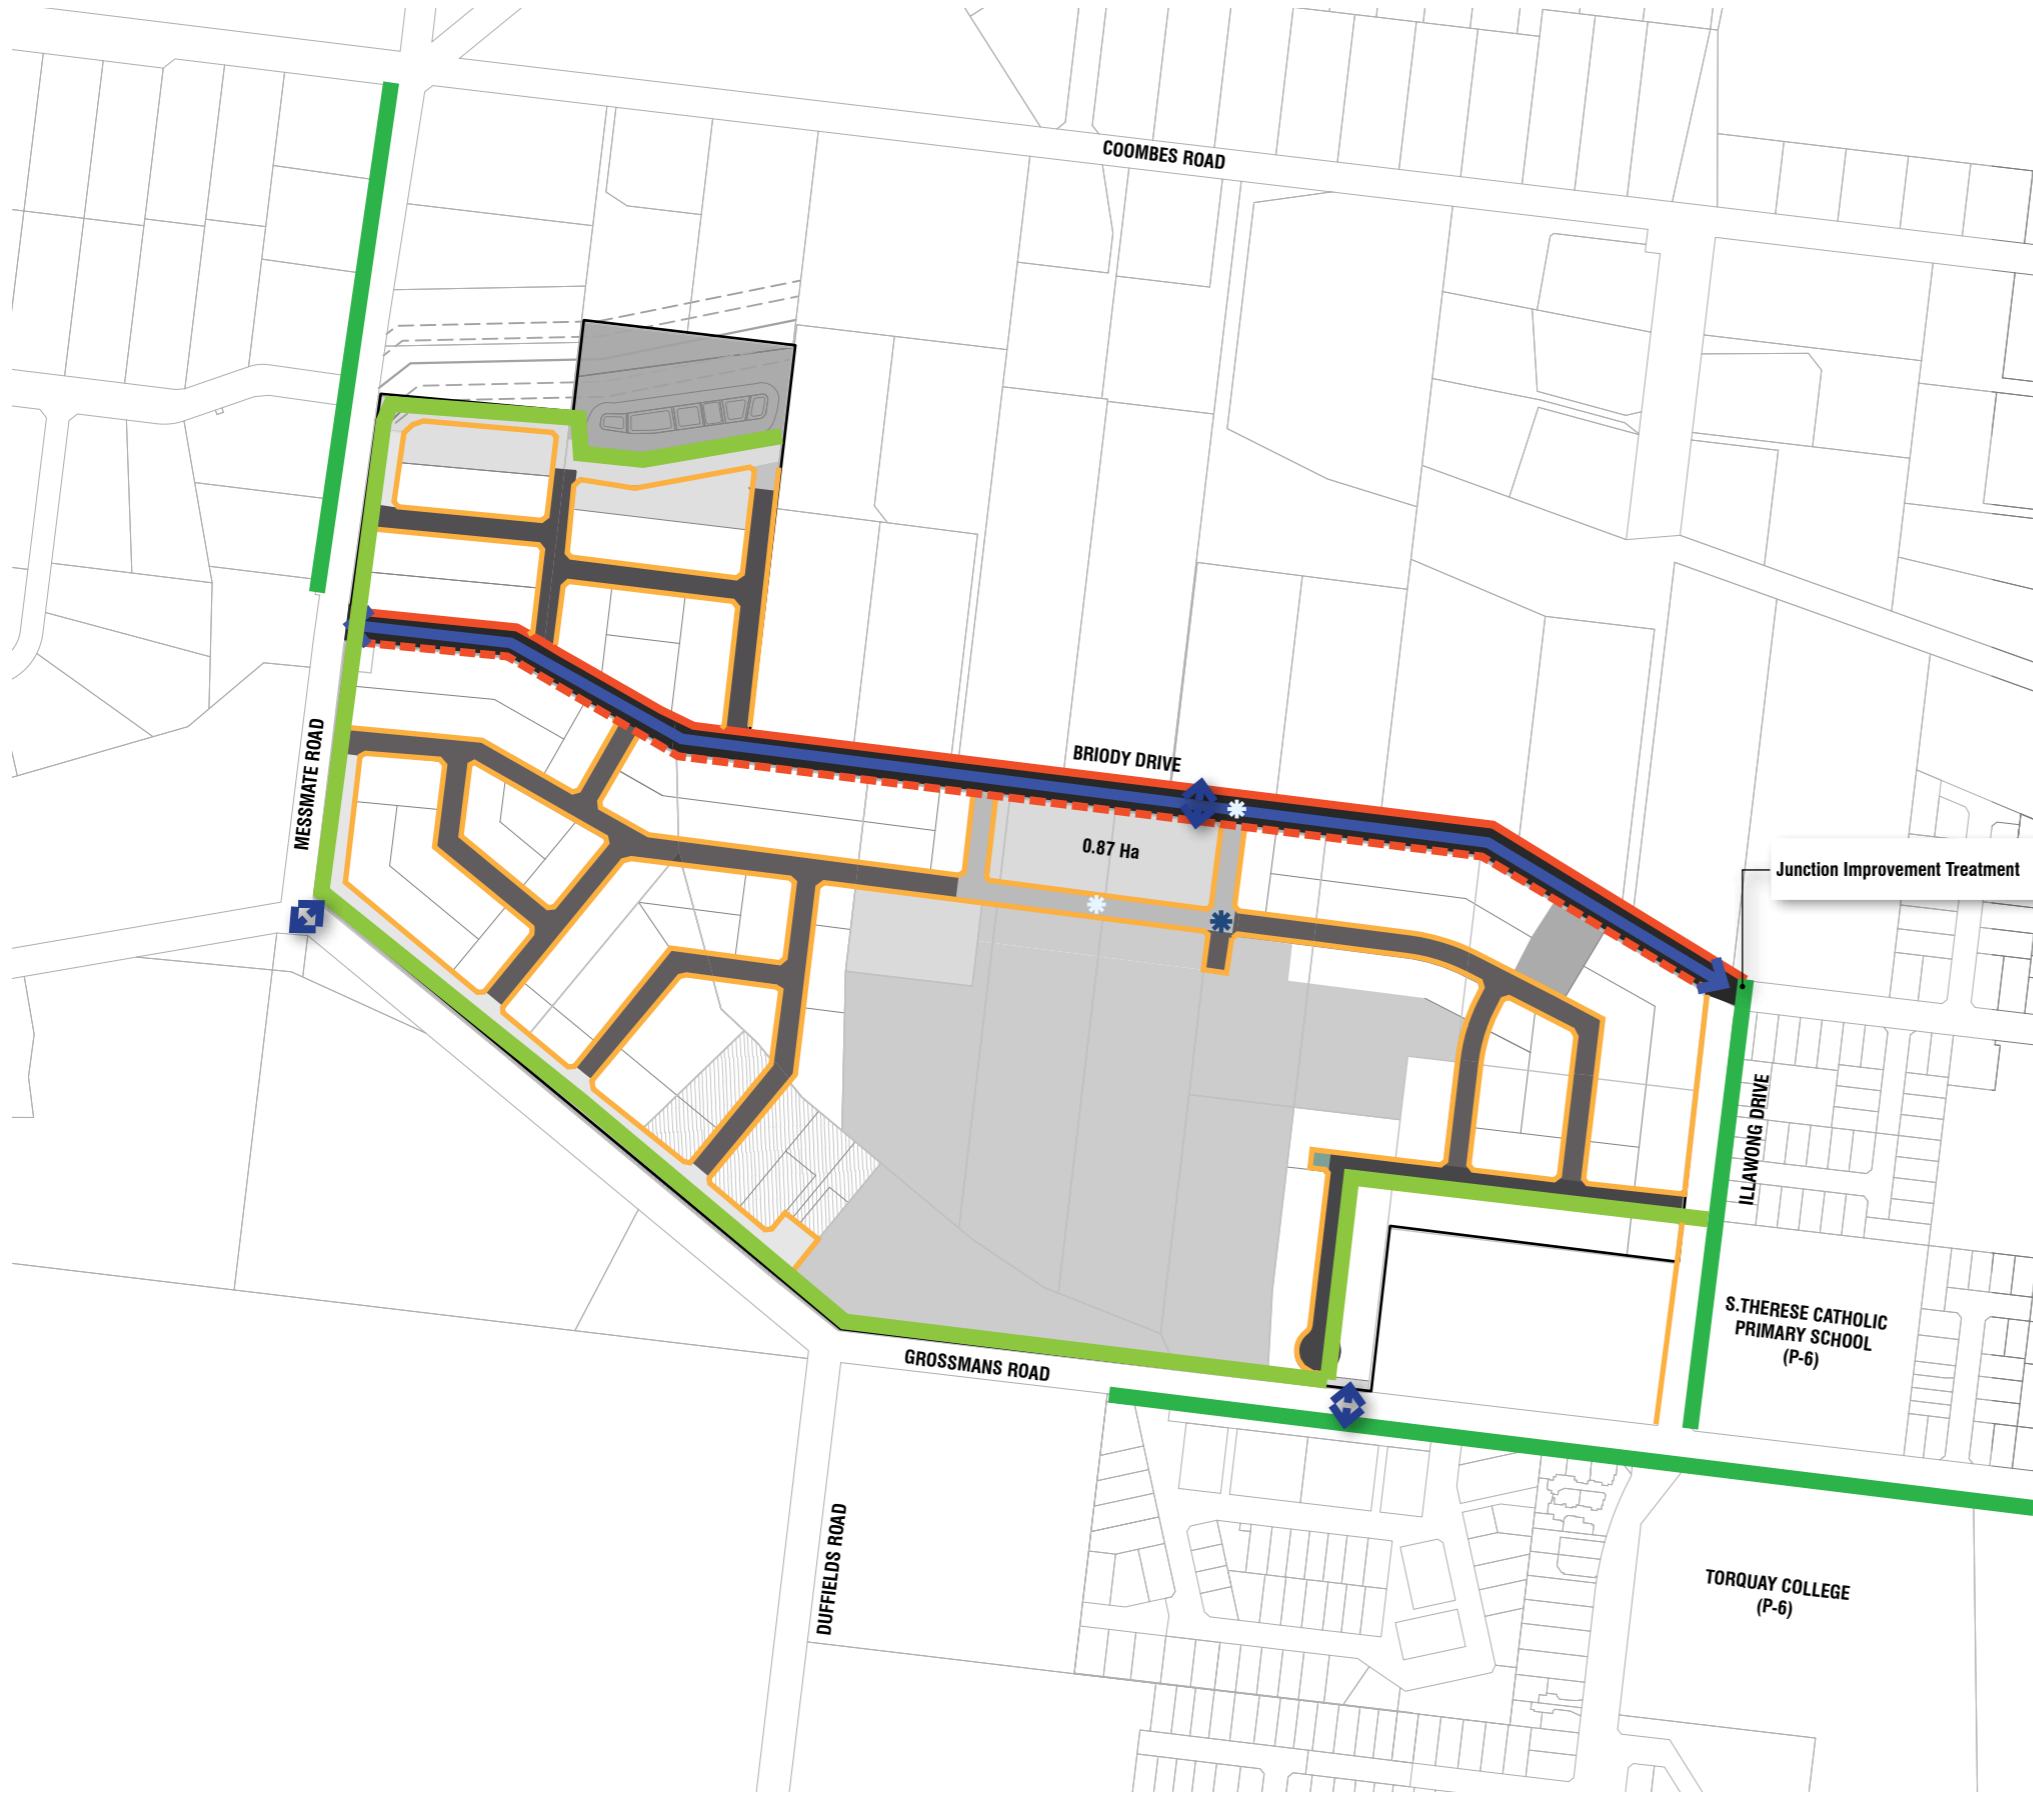 COOMBES ROAD
BRIODY DRIVE
MESSMATE ROAD
0.87 Ha
Junction Improvement Treatment
ILLAWONG DRIVE
S.THERESE CATHOLIC
PRIMARY SCHOOL
(P-6)
GROSSMANS ROAD
DUFFIELDS ROAD
TORQUAY COLLEGE
(P-6)